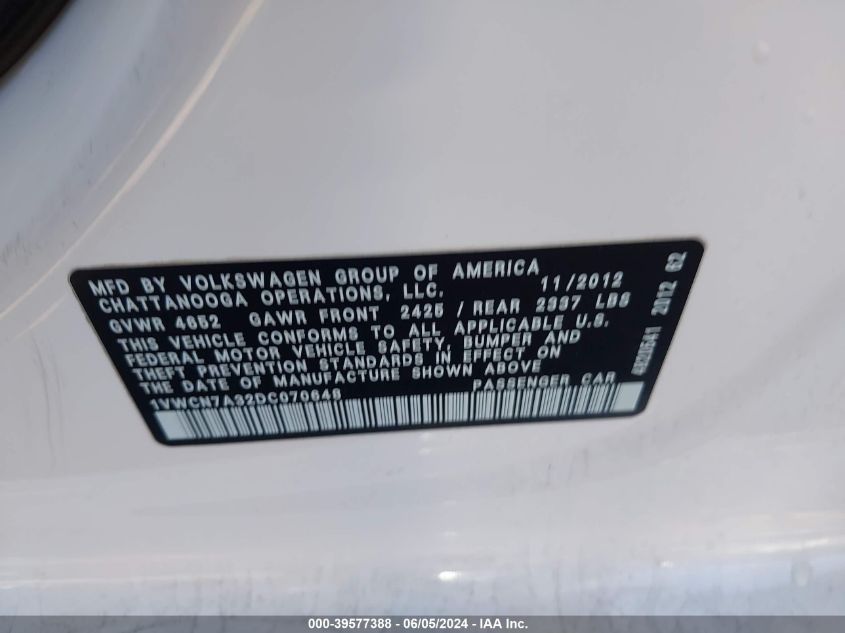 MFD BY VOLKSWAGEN GROUP OF AMERICA 11/2012
CHATTANOOGA OPERATIONS, LLC.
GVWR 4652 GAWR FRONT 2425 / REAR 2337 LBS
THIS VEHICLE CONFORMS TO ALL APPLICABLE U.S.
FEDERAL MOTOR VEHICLE SAFETY, BUMPER AND
THEFT PREVENTION STANDARDS IN EFFECT ON
THE DATE OF MANUFACTURE SHOWN ABOVE
1VWCN7A32DC070648 PASSENGER CAR
2012 62
000-39577388 - 06/05/2024 - IAA Inc.